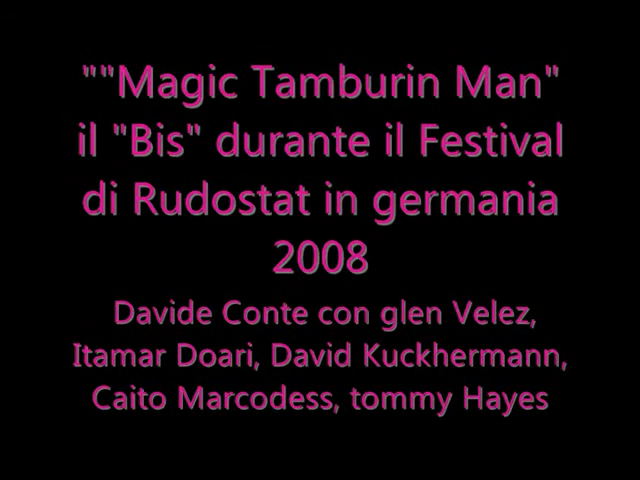 ""Magic Tamburin Man"
il "Bis" durante il Festival
di Rudostat in germania
2008
Davide Conte con glen Velez,
Itamar Doari, David Kuckhermann,
Caito Marcodess, tommy Hayes